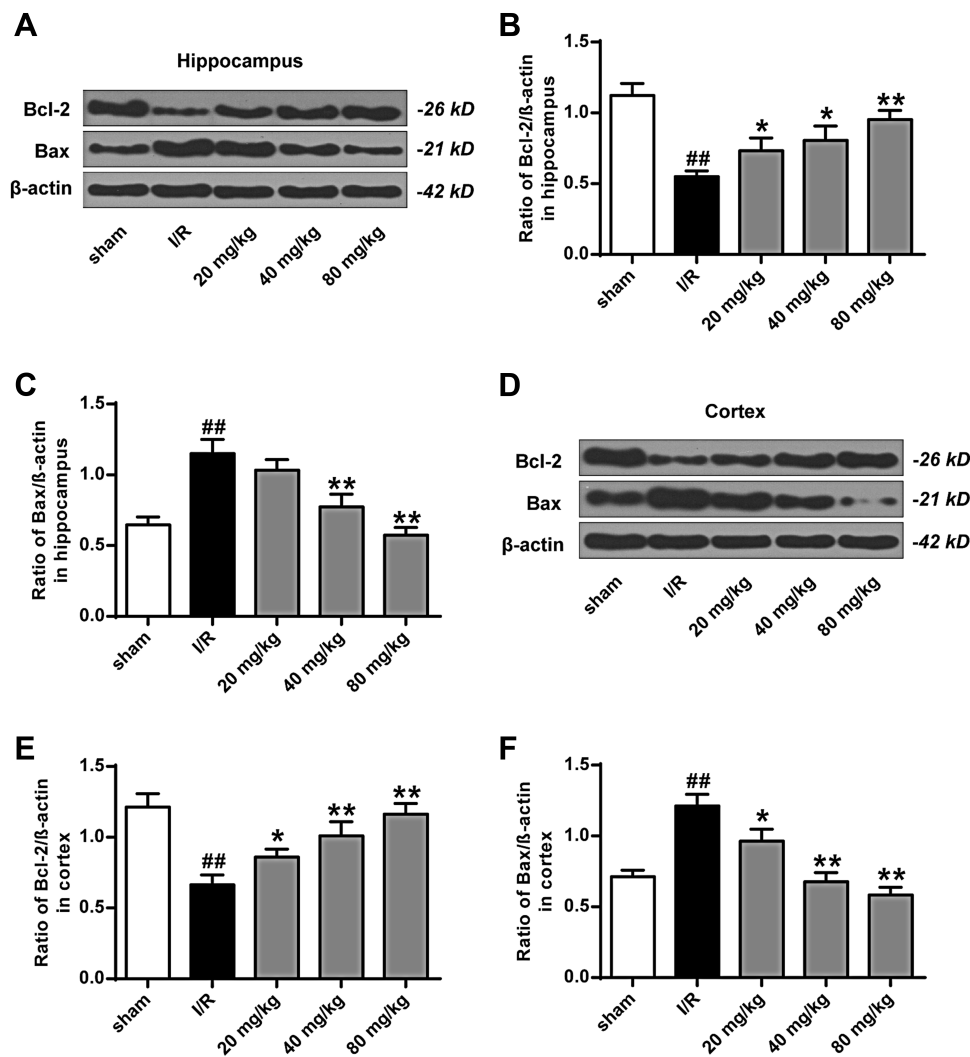 A
Hippocampus
Bcl-2
-26 kD
Bax
-21 kD
β-actin
-42 kD
sham
I/R
20 mg/kg
40 mg/kg
80 mg/kg
B
Ratio of Bcl-2/ß-actin
in hippocampus
1.5
1.0
0.5
0.0
##
*
*
**
sham
I/R
20 mg/kg
40 mg/kg
80 mg/kg
C
Ratio of Bax/ß-actin
in hippocampus
1.5
1.0
0.5
0.0
##
**
**
sham
I/R
20 mg/kg
40 mg/kg
80 mg/kg
D
Cortex
Bcl-2
-26 kD
Bax
-21 kD
β-actin
-42 kD
sham
I/R
20 mg/kg
40 mg/kg
80 mg/kg
E
Ratio of Bcl-2/ß-actin
in cortex
1.5
1.0
0.5
0.0
##
*
**
**
sham
I/R
20 mg/kg
40 mg/kg
80 mg/kg
F
Ratio of Bax/ß-actin
in cortex
1.5
1.0
0.5
0.0
##
*
**
**
sham
I/R
20 mg/kg
40 mg/kg
80 mg/kg